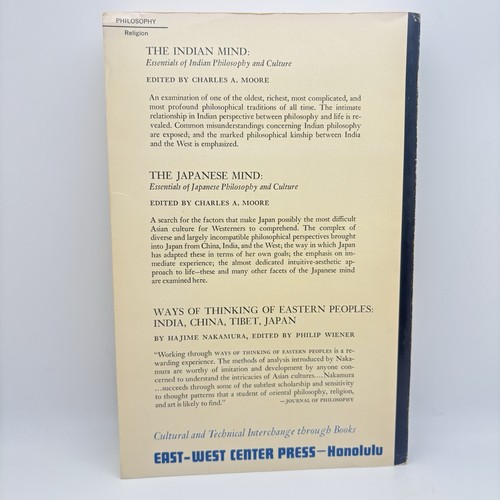 PHILOSOPHY
Religion
THE INDIAN MIND:
Essentials of Indian Philosophy and Culture
EDITED BY CHARLES A. MOORE
An examination of one of the oldest, richest, most complicated, and
most profound philosophical traditions of all time. The intimate
relationship in Indian perspective between philosophy and life is re-
vealed. Common misunderstandings concerning Indian philosophy
are exposed, and the marked philosophical kinship between India
and the West is emphasized.
THE JAPANESE MIND:
Essentials of Japanese Philosophy and Culture
EDITED BY CHARLES A. MOORE
A search for the factors that make Japan possibly the most difficult
Asian culture for Westerners to comprehend. The complex of
diverse and largely incompatible philosophical perspectives brought
into Japan from China, India, and the West; the way in which Japan
has adapted these in terms of her own goals; the emphasis on im-
mediate experience; the almost dedicated intuitive-aesthetic ap-
proach to life—these and many other facets of the Japanese mind
are examined here.
WAYS OF THINKING OF EASTERN PEOPLES:
INDIA, CHINA, TIBET, JAPAN
BY HAJIME NAKAMURA, EDITED BY PHILIP WIENER
"Working through WAYS OF THINKING OF EASTERN PEOPLES is a re-
warding experience. The methods of analysis introduced by Naka-
mura are worthy of imitation and development by anyone con-
cerned to understand the intricacies of Asian cultures....Nakamura
...succeeds through some of the subtlest scholarship and sensitivity
to thought patterns that a student of oriental philosophy, religion,
and art is likely to find." —JOURNAL OF PHILOSOPHY
Cultural and Technical Interchange through Books
EAST-WEST CENTER PRESS—Honolulu